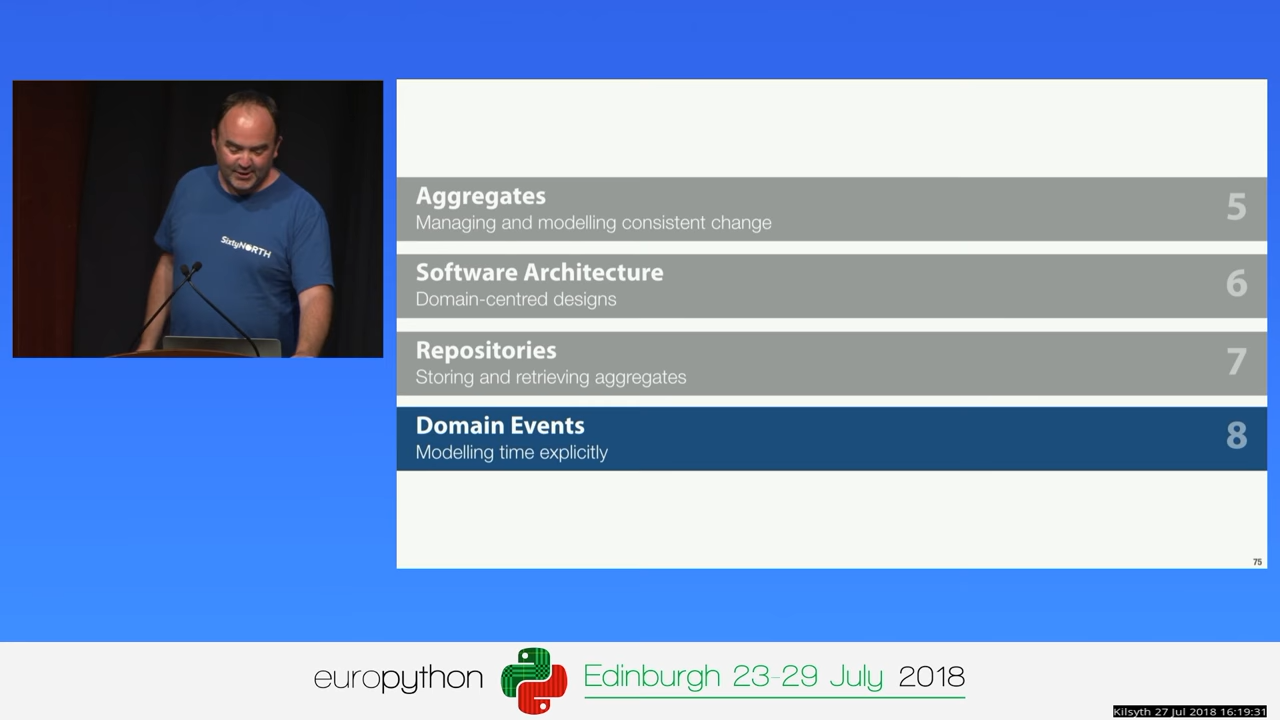 SixtyNORTH
Aggregates
Managing and modelling consistent change
5
Software Architecture
Domain-centred designs
6
Repositories
Storing and retrieving aggregates
7
Domain Events
Modelling time explicitly
8
75
europython
Edinburgh 23-29 July 2018
Kilsyth 27 Jul 2018 16:19:31